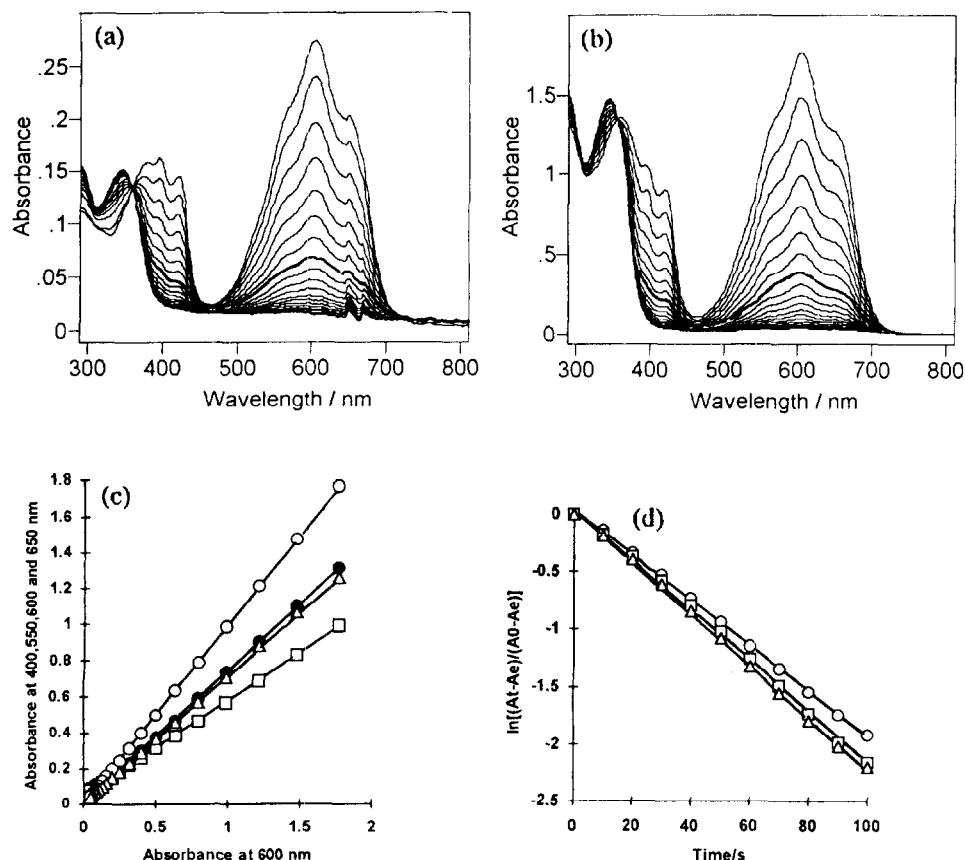 (a)
.25
.2
.15
0.1
.05
0
Absorbance
300 400 500 600 700 800
Wavelength / nm
(b)
1.5
1
.5
0
Absorbance
300 400 500 600 700 800
Wavelength / nm
(c)
1.8
1.6
1.4
1.2
1
0.8
0.6
0.4
0.2
0
Absorbance at 400,550,600 and 650 nm
0 0.5 1 1.5 2
Absorbance at 600 nm
(d)
0
-0.5
-1
-1.5
-2
-2.5
ln[(At-Ae)/(A0-Ae)]
0 20 40 60 80 100
Time/s